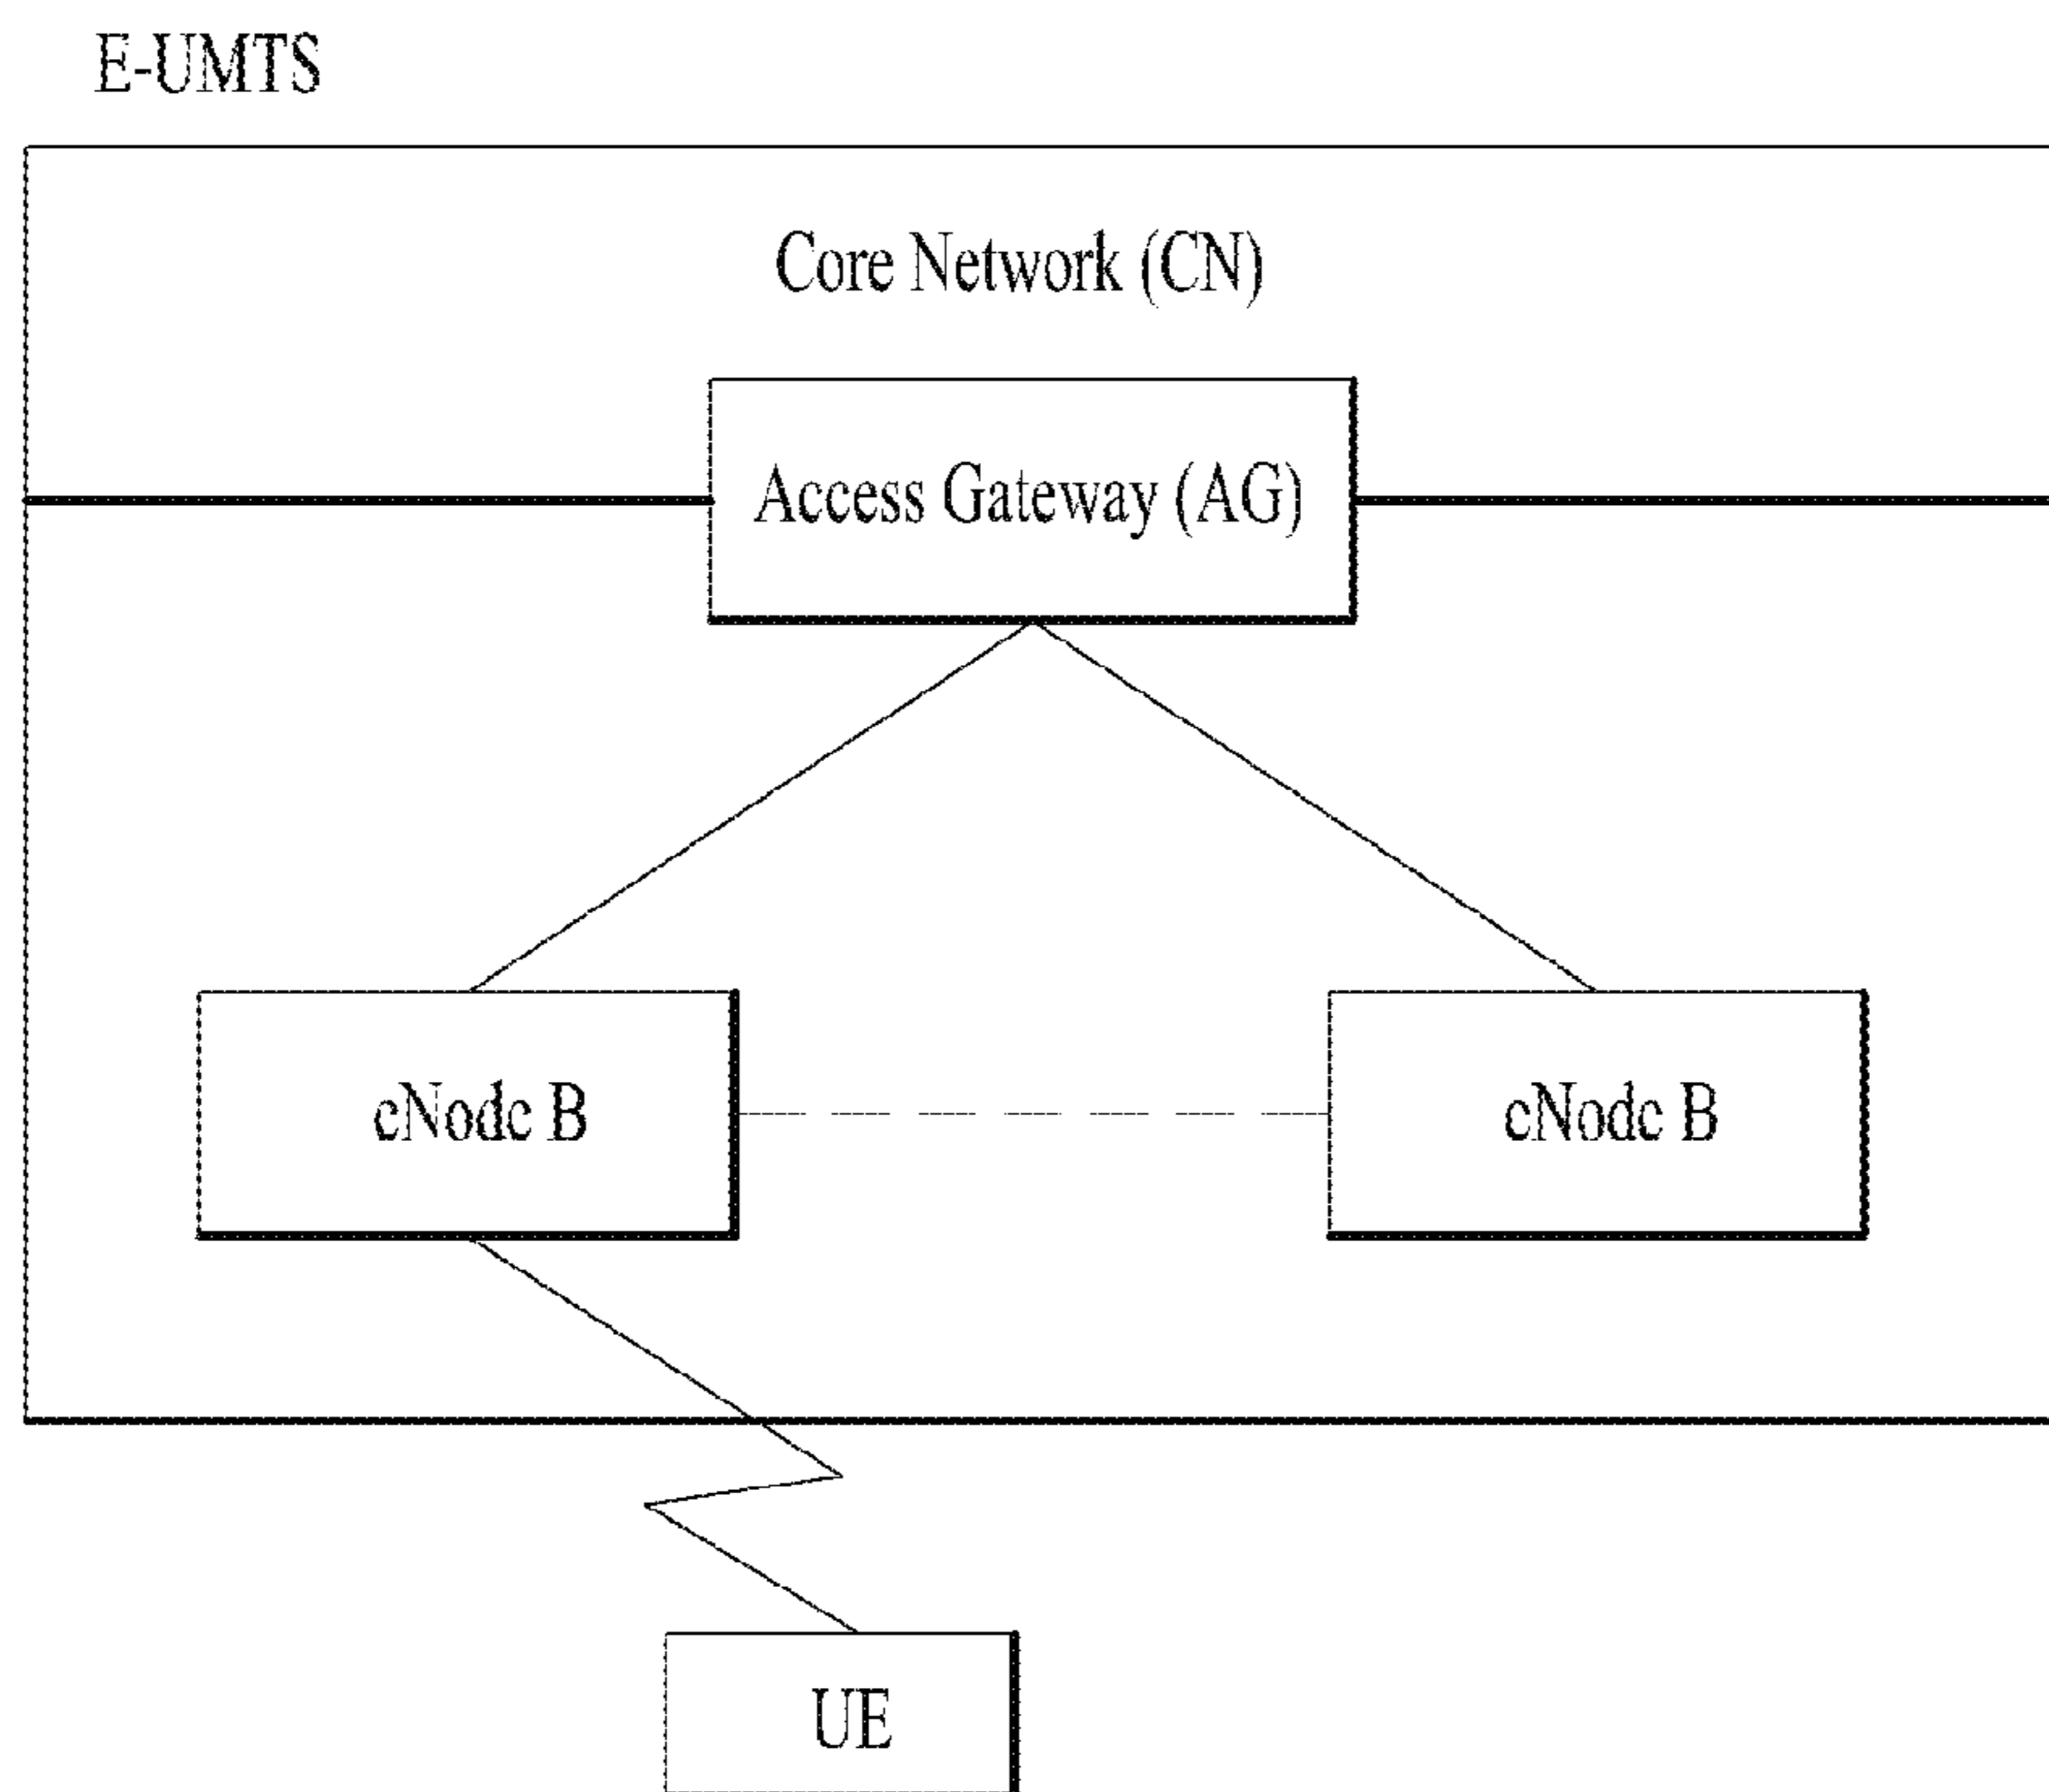 E-UMTS
Core Network (CN)
Access Gateway (AG)
eNode B
eNode B
UE